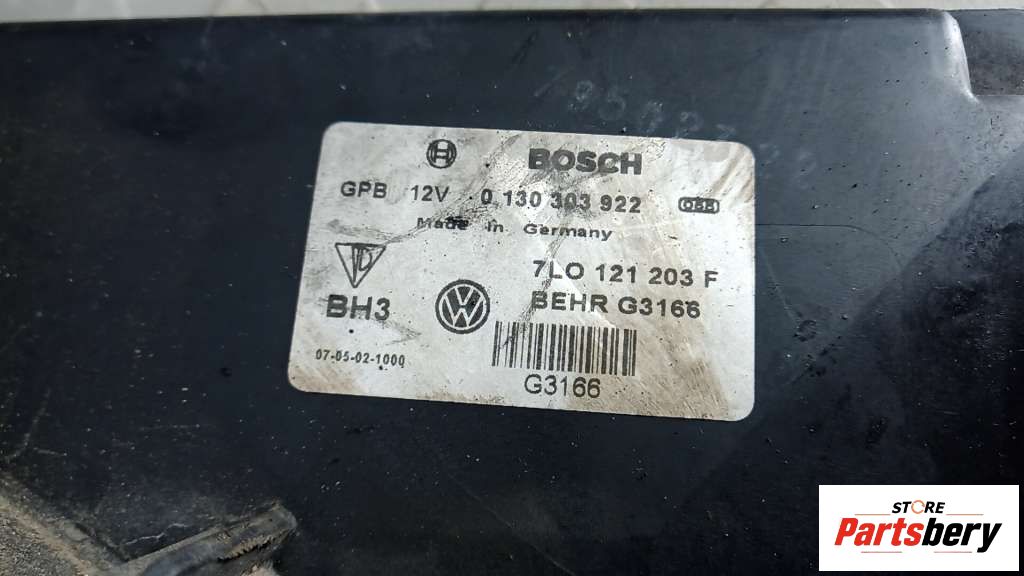 BOSCH
GPB 12V 0 130 303 922
Made in Germany
7LO 121 203 F
BH3
BEHR G3166
07-05-02-1000
G3166
STORE
Partsbery